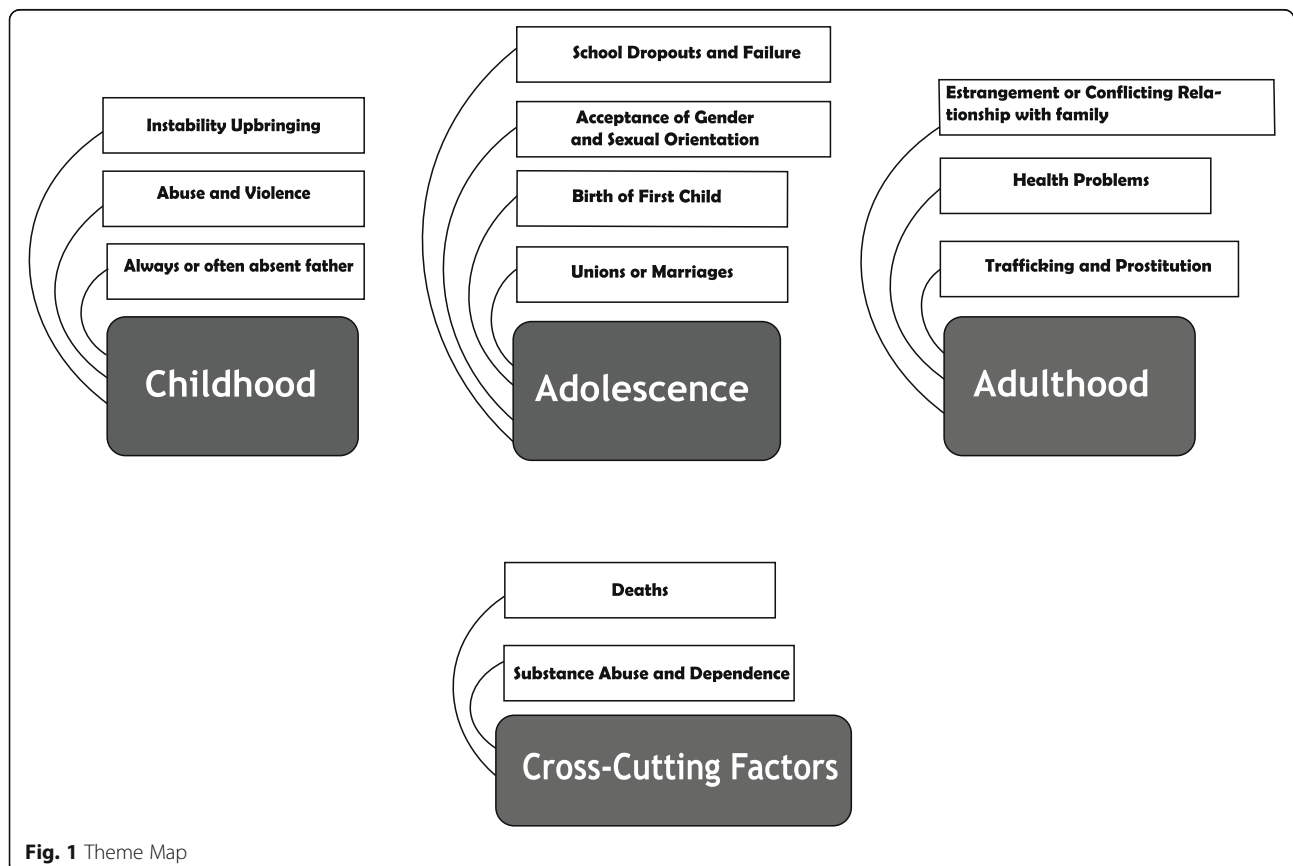 Instability Upbringing
Abuse and Violence
Always or often absent father
Childhood
School Dropouts and Failure
Acceptance of Gender
and Sexual Orientation
Birth of First Child
Unions or Marriages
Adolescence
Estrangement or Conflicting Rela-
tionship with family
Health Problems
Trafficking and Prostitution
Adulthood
Deaths
Substance Abuse and Dependence
Cross-Cutting Factors
Fig. 1 Theme Map